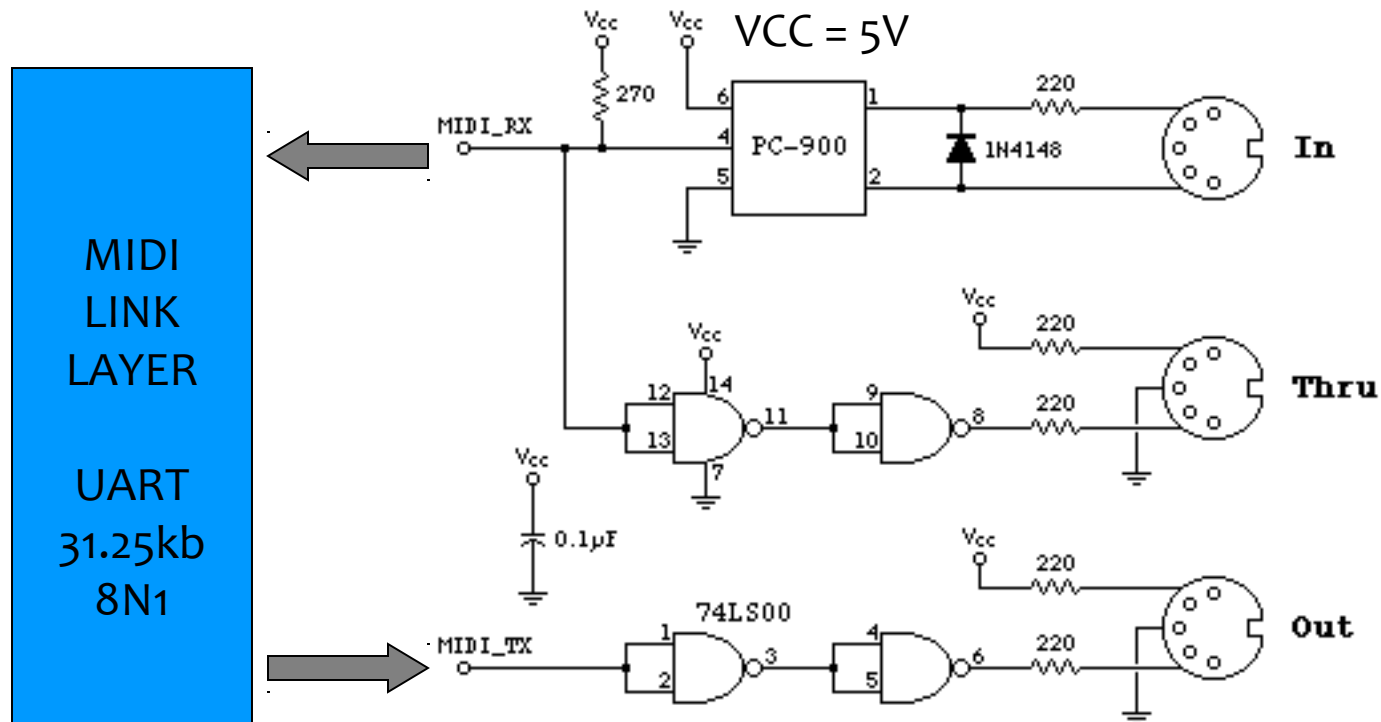 VCC = 5V
Vcc
Vcc
270
MIDI_RX
6
4
5
PC-900
1
2
220
1N4148
In
MIDI
LINK
LAYER
UART
31.25kb
8N1
Vcc
12
13
14
7
11
9
10
8
Vcc
220
220
Thru
Vcc
0.1µF
MIDI_TX
74LS00
1
2
3
4
5
6
Vcc
220
220
Out